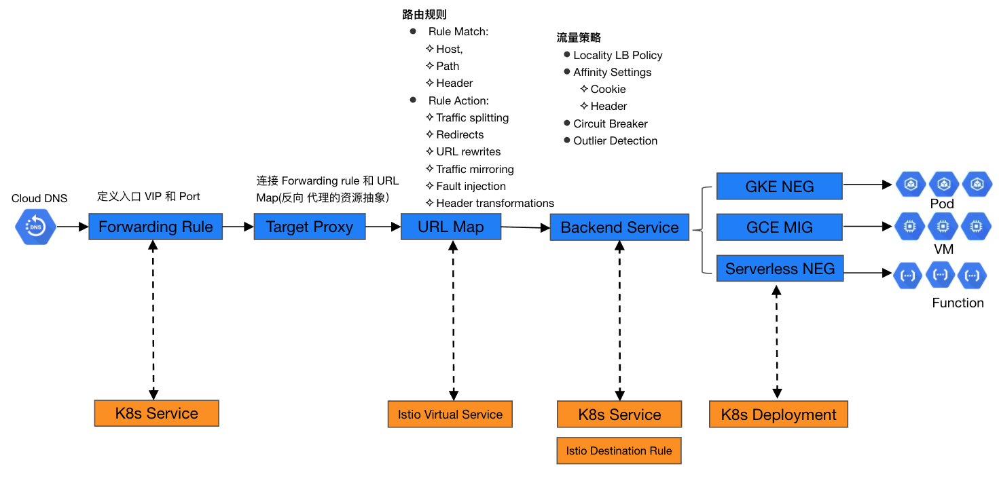 路由规则
Rule Match:
Host,
Path
Header
Rule Action:
Traffic splitting
Redirects
URL rewrites
Traffic mirroring
Fault injection
Header transformations
流量策略
Locality LB Policy
Affinity Settings
Cookie
Header
Circuit Breaker
Outlier Detection
Cloud DNS
DNS
定义入口 VIP 和 Port
Forwarding Rule
连接 Forwarding rule 和 URL
Map(反向 代理的资源抽象）
Target Proxy
URL Map
Backend Service
GKE NEG
Pod
GCE MIG
VM
Serverless NEG
Function
K8s Service
Istio Virtual Service
K8s Service
Istio Destination Rule
K8s Deployment